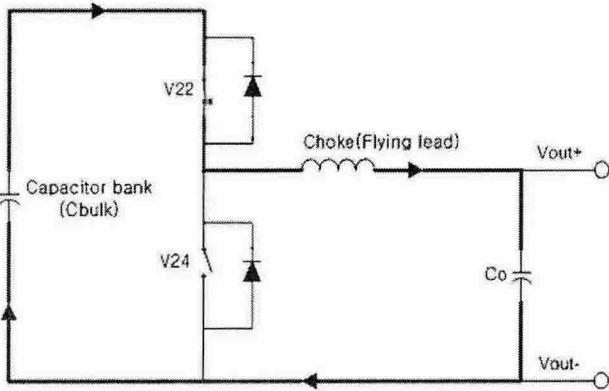 V22
Choke(Flying lead)
Vout+
Capacitor bank
(Cbulk)
V24
Co
Vout-